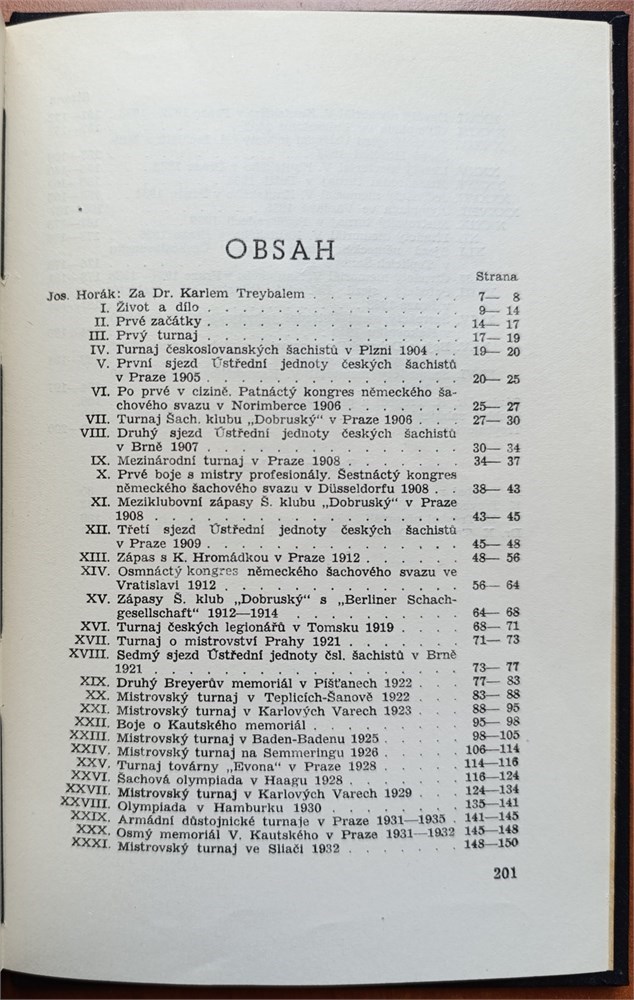 OBSAH
Strana
Jos. Horák: Za Dr. Karlem Treybalem . . . . . . . . 7— 8
I. Život a dílo . . . . . . . . . . . . . . 9— 14
II. Prvé začátky . . . . . . . . . . . . . . 14— 17
III. Prvý turnaj . . . . . . . . . . . . . . 17— 19
IV. Turnaj českoslovanských šachistů v Plzni 1904 . . 19— 20
V. První sjezd Ústřední jednoty českých šachistů
v Praze 1905 . . . . . . . . . . . . . . 20— 25
VI. Po prvé v cizině. Patnáctý kongres německého ša-
chového svazu v Norimberce 1906 . . . . . . . 25— 27
VII. Turnaj Šach. klubu „Dobruský“ v Praze 1906 . . . 27— 30
VIII. Druhý sjezd Ústřední jednoty českých šachistů
v Brně 1907 . . . . . . . . . . . . . . 30— 34
IX. Mezinárodní turnaj v Praze 1908 . . . . . . . 34— 37
X. Prvé boje s mistry profesionály. Šestnáctý kongres
německého šachového svazu v Düsseldorfu 1908 . . 38— 43
XI. Meziklubovní zápasy Š. klubu „Dobruský“ v Praze
1908 . . . . . . . . . . . . . . . . 43— 45
XII. Třetí sjezd Ústřední jednoty českých šachistů
v Praze 1909 . . . . . . . . . . . . . . 45— 48
XIII. Zápas s K. Hromádkou v Praze 1912 . . . . . . 48— 56
XIV. Osmnáctý kongres německého šachového svazu ve
Vratislavi 1912 . . . . . . . . . . . . . 56— 64
XV. Zápasy Š. klub „Dobruský“ s „Berliner Schach-
gesellschaft“ 1912—1914 . . . . . . . . . . 64— 68
XVI. Turnaj českých legionářů v Tomsku 1919 . . . . 68— 71
XVII. Turnaj o mistrovství Prahy 1921 . . . . . . . 71— 73
XVIII. Sedmý sjezd Ústřední jednoty čsl. šachistů v Brně
1921 . . . . . . . . . . . . . . . . 73— 77
XIX. Druhý Breyerův memoriál v Píšťanech 1922 . . . 77— 83
XX. Mistrovský turnaj v Teplicích-Šanově 1922 . . . 83— 88
XXI. Mistrovský turnaj v Karlových Varech 1923 . . . 88— 95
XXII. Boje o Kautského memoriál . . . . . . . . . 95— 98
XXIII. Mistrovský turnaj v Baden-Badenu 1925 . . . . . 98—105
XXIV. Mistrovský turnaj na Semmeringu 1926 . . . . . 106—114
XXV. Turnaj továrny „Evona“ v Praze 1928 . . . . . 114—116
XXVI. Šachová olympiada v Haagu 1928 . . . . . . . 116—124
XXVII. Mistrovský turnaj v Karlových Varech 1929 . . . 124—134
XXVIII. Olympiada v Hamburku 1930 . . . . . . . . 135—141
XXIX. Armádní důstojnické turnaje v Praze 1931—1935 . 141—145
XXX. Osmý memoriál V. Kautského v Praze 1931—1932 145—148
XXXI. Mistrovský turnaj ve Sliači 1932 . . . . . . . 148—150
201